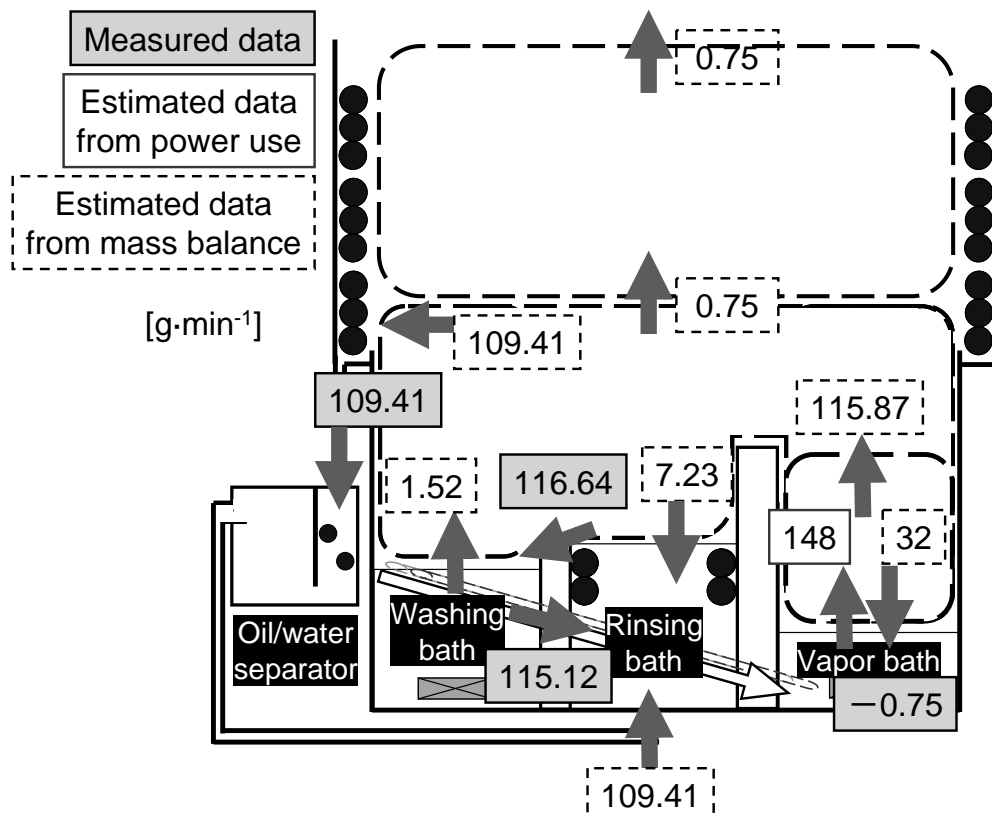 Measured data
Estimated data
from power use
Estimated data
from mass balance
[g·min⁻¹]
0.75
0.75
109.41
109.41
115.87
1.52
116.64
7.23
148
32
Oil/water
separator
Washing
bath
Rinsing
bath
Vapor bath
115.12
－0.75
109.41